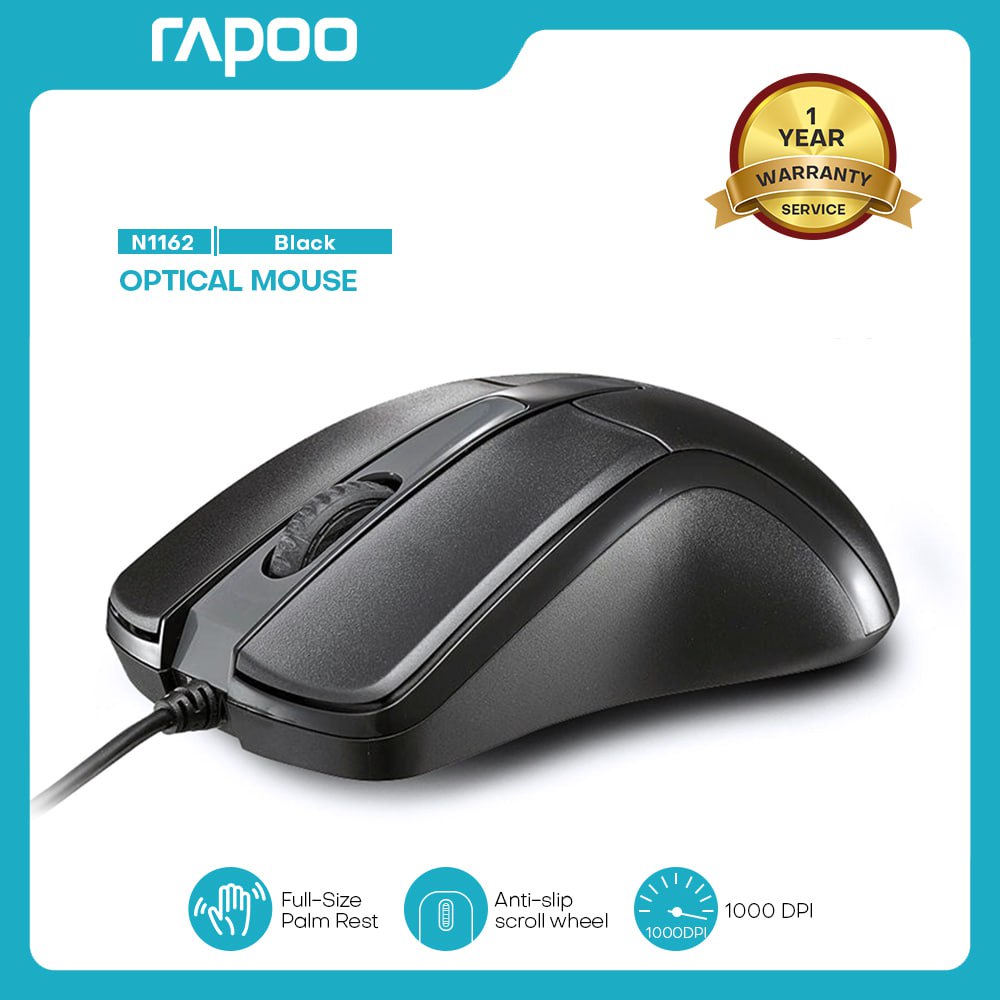 rapoo
1
YEAR
WARRANTY
SERVICE
N1162
Black
OPTICAL MOUSE
Full-Size
Palm Rest
Anti-slip
scroll wheel
1000DPI
1000 DPI